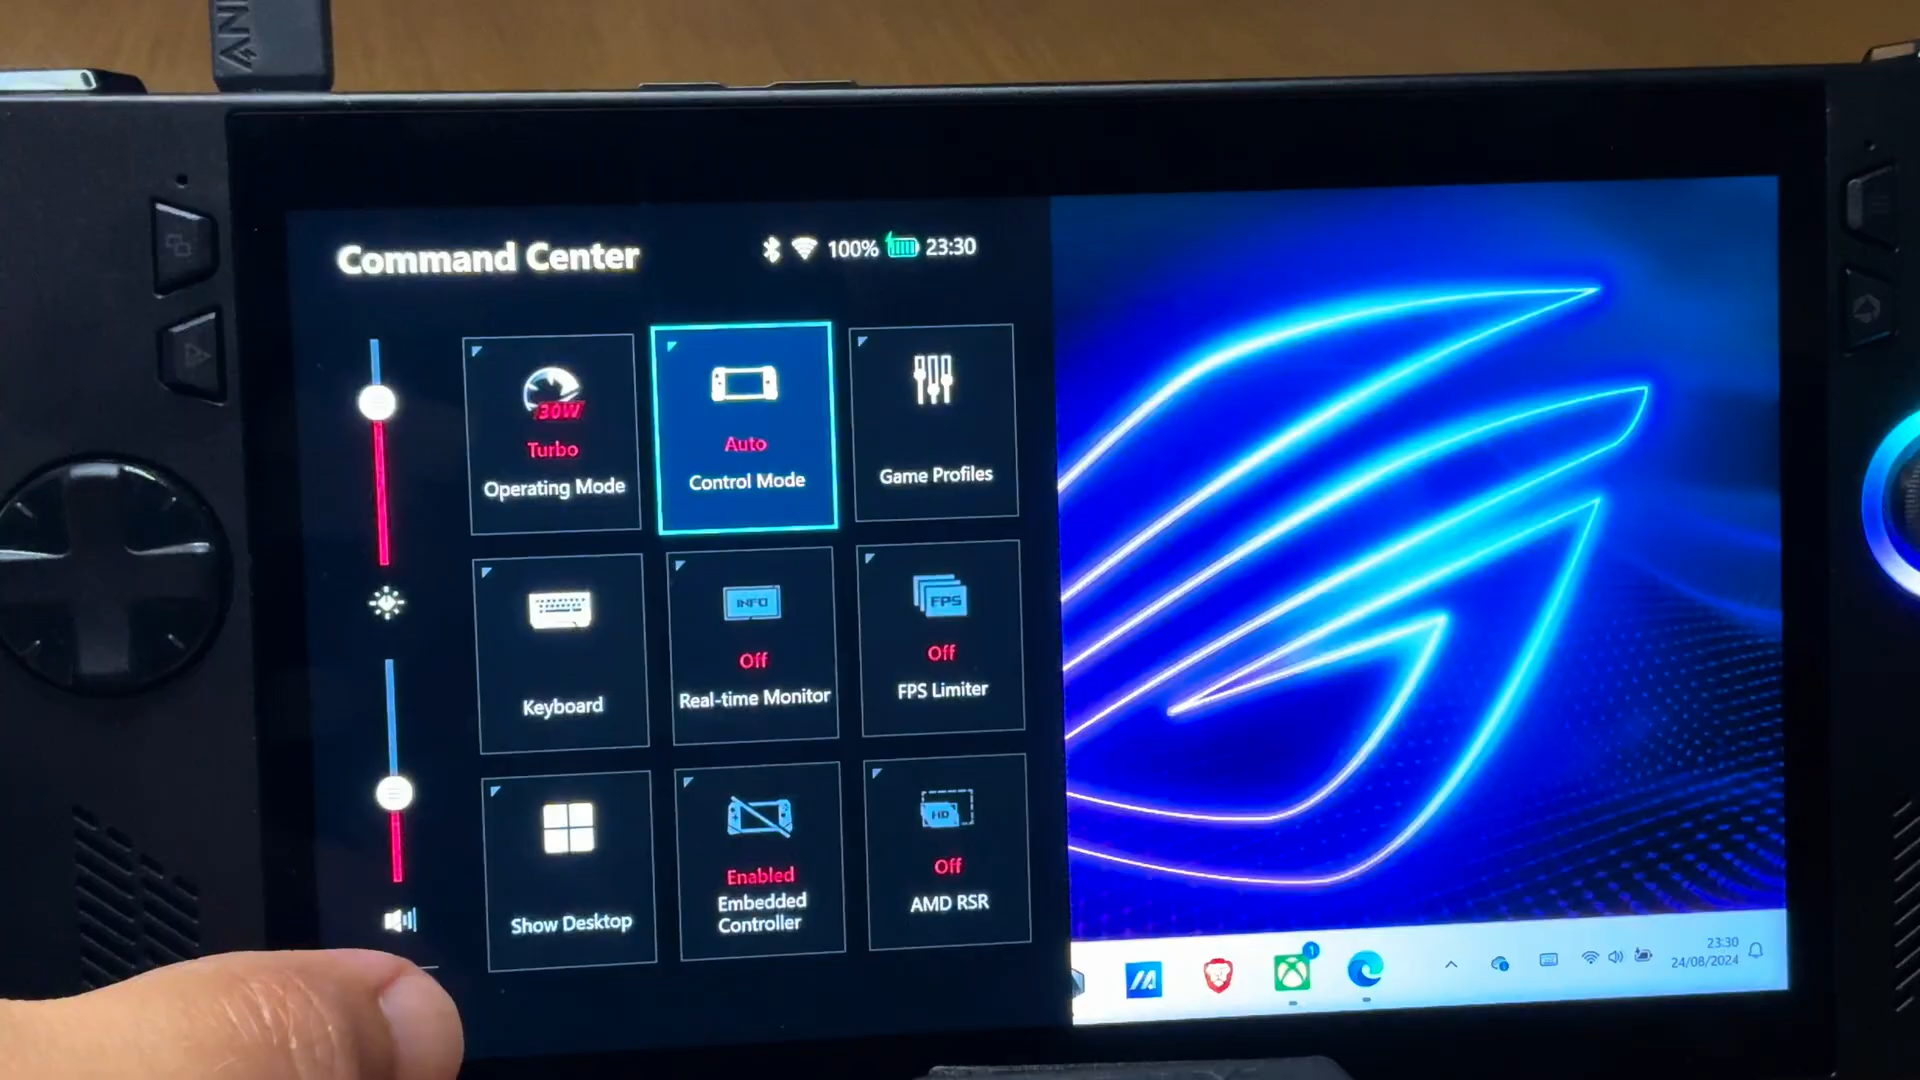 Command Center
100% 23:30
30W
Turbo
Operating Mode
Auto
Control Mode
Game Profiles
Keyboard
INFO
Off
Real-time Monitor
FPS
Off
FPS Limiter
Show Desktop
Enabled
Embedded
Controller
HD
Off
AMD RSR
1
23:30
24/08/2024